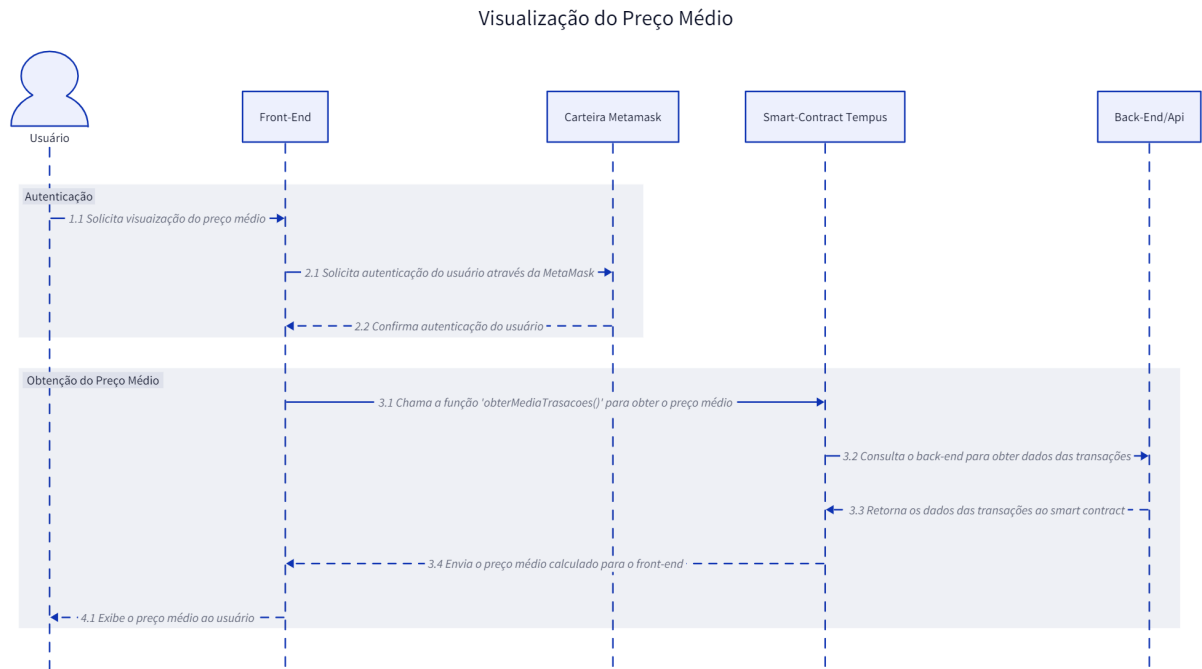 Visualização do Preço Médio
Usuário
Front-End
Carteira Metamask
Smart-Contract Tempus
Back-End/Api
Autenticação
1.1 Solicita visuaização do preço médio
2.1 Solicita autenticação do usuário através da MetaMask
2.2 Confirma autenticação do usuário
Obtenção do Preço Médio
3.1 Chama a função 'obterMediaTrasacoes()' para obter o preço médio
3.2 Consulta o back-end para obter dados das transações
3.3 Retorna os dados das transações ao smart contract
3.4 Envia o preço médio calculado para o front-end
4.1 Exibe o preço médio ao usuário